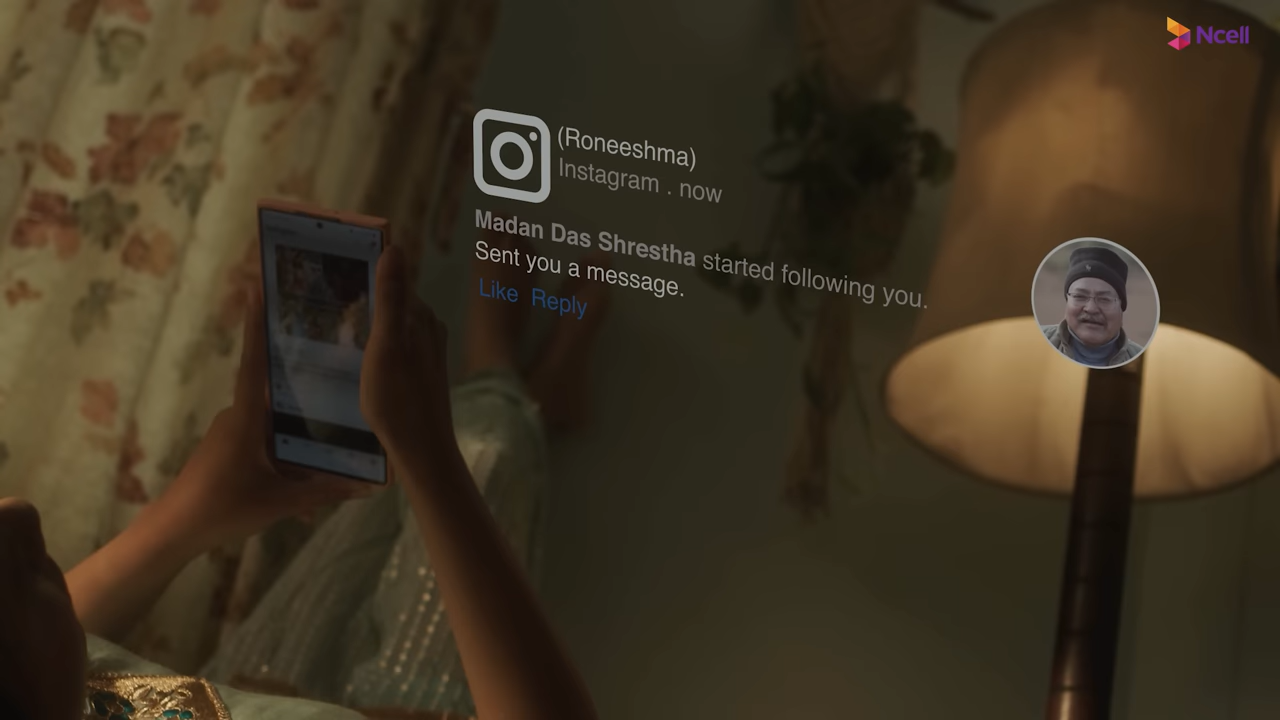 Ncell
(Roneeshma)
Instagram . now
Madan Das Shrestha started following you.
Sent you a message.
Like Reply